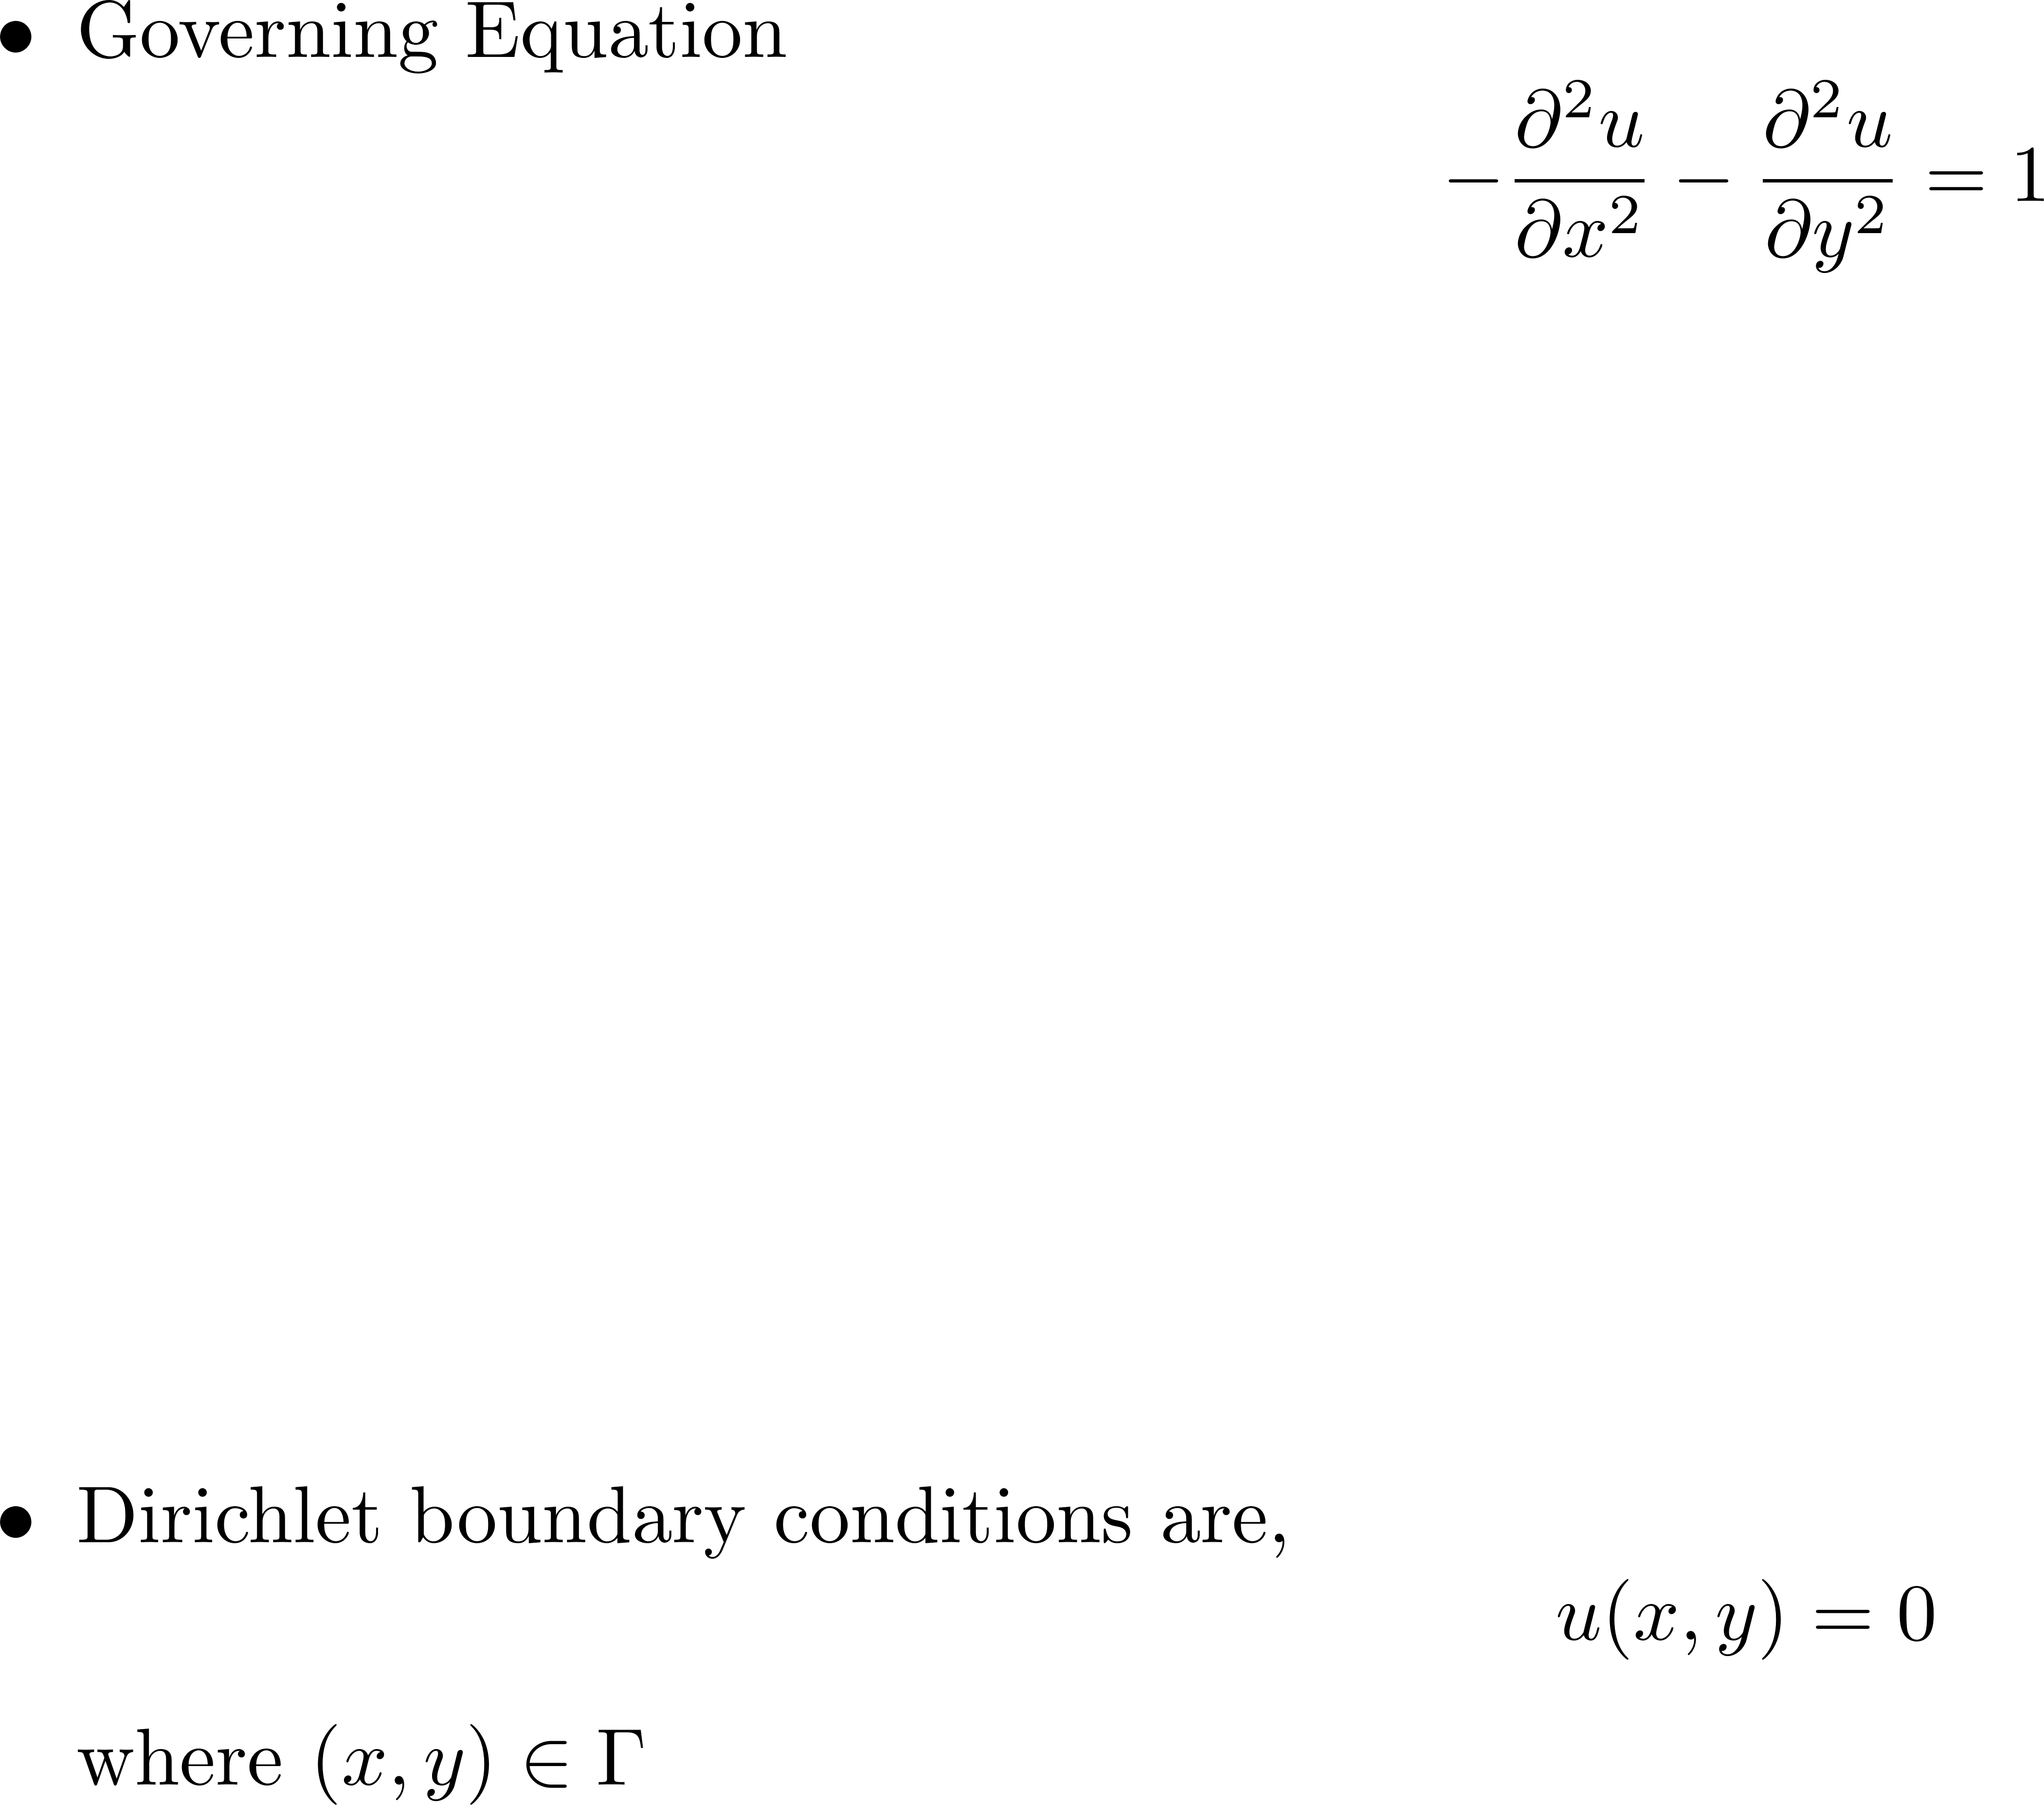 • Governing Equation
−∂²u/∂x² − ∂²u/∂y² = 1
• Dirichlet boundary conditions are,
u(x, y) = 0
where (x, y) ∈ Γ